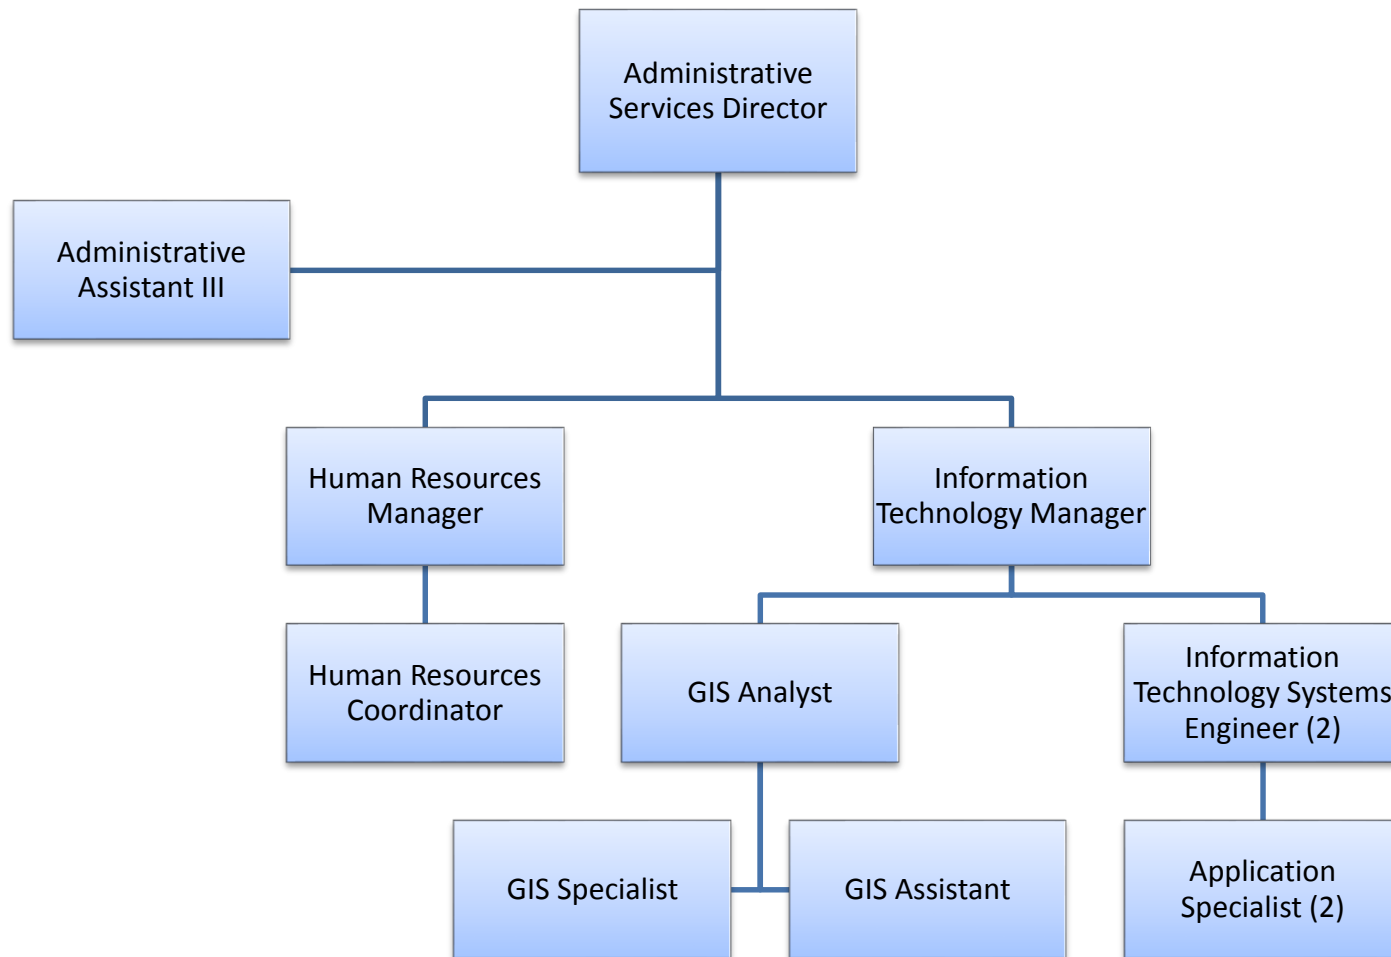 Administrative
Services Director
Administrative
Assistant III
Human Resources
Manager
Information
Technology Manager
Human Resources
Coordinator
GIS Analyst
Information
Technology Systems
Engineer (2)
GIS Specialist
GIS Assistant
Application
Specialist (2)